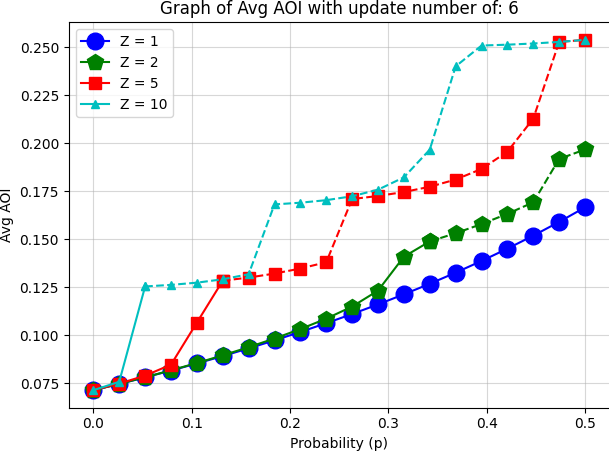 Graph of Avg AOI with update number of: 6
Z = 1
Z = 2
Z = 5
Z = 10
Avg AOI
0.250
0.225
0.200
0.175
0.150
0.125
0.100
0.075
0.0 0.1 0.2 0.3 0.4 0.5
Probability (p)